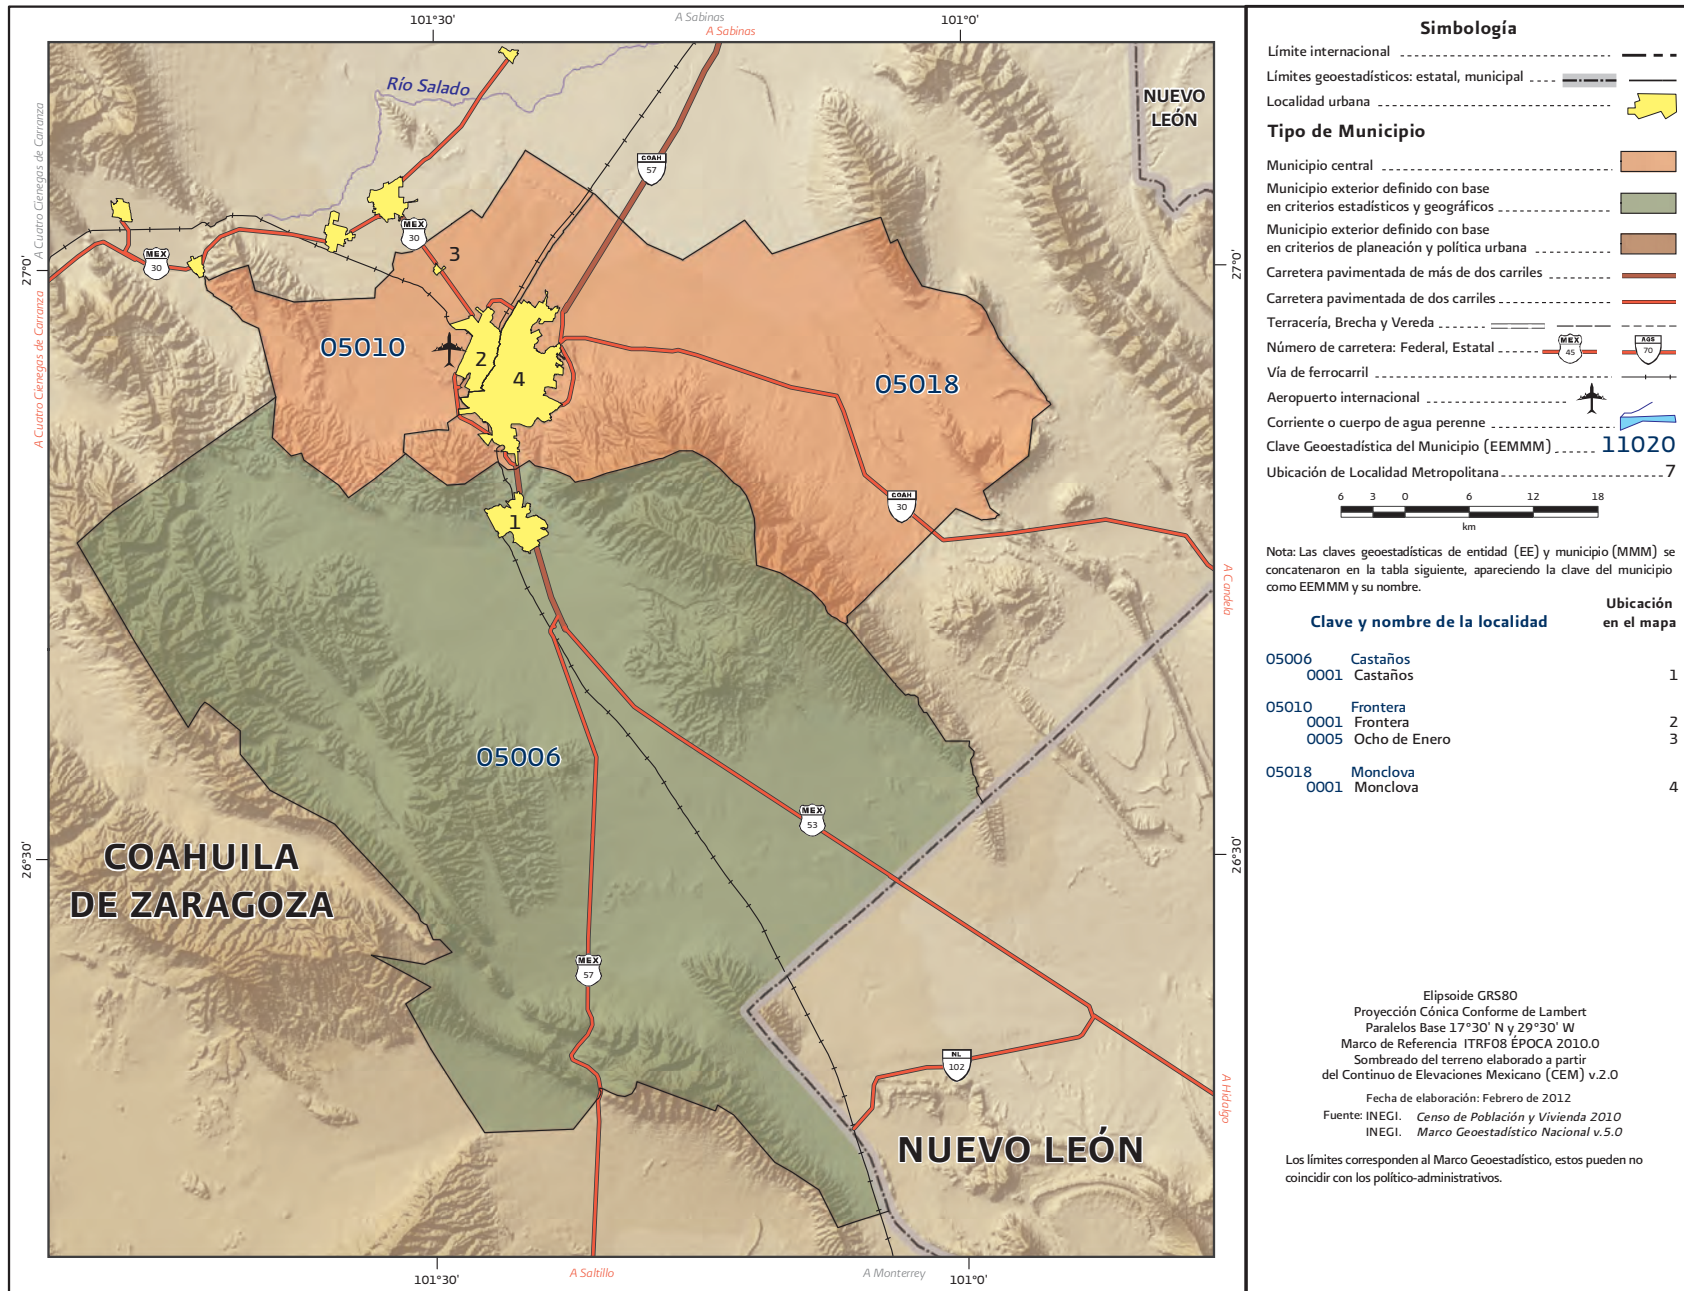 101°30'
A Sabinas
A Sabinas
101°0'
Río Salado
NUEVO
LEÓN
COAH
57
MEX
30
3
MEX
30
A Cuatro Cienegas de Carranza
A Cuatro Cienegas de Carranza
27°0'
27°0'
05010
2
4
05018
COAH
30
1
A Candela
05006
MEX
53
26°30'
26°30'
COAHUILA
DE ZARAGOZA
MEX
57
NL
102
A Hidalgo
NUEVO LEÓN
101°30'
A Saltillo
A Monterrey
101°0'
Simbología
Límite internacional
Límites geoestadísticos: estatal, municipal
Localidad urbana
Tipo de Municipio
Municipio central
Municipio exterior definido con base
en criterios estadísticos y geográficos
Municipio exterior definido con base
en criterios de planeación y política urbana
Carretera pavimentada de más de dos carriles
Carretera pavimentada de dos carriles
Terracería, Brecha y Vereda
Número de carretera: Federal, Estatal MEX 45 AGS 70
Vía de ferrocarril
Aeropuerto internacional
Corriente o cuerpo de agua perenne
Clave Geoestadística del Municipio (EEMMM) 11020
Ubicación de Localidad Metropolitana 7
6 3 0 6 12 18
km
Nota: Las claves geoestadísticas de entidad (EE) y municipio (MMM) se
concatenaron en la tabla siguiente, apareciendo la clave del municipio
como EEMMM y su nombre.
Ubicación
Clave y nombre de la localidad en el mapa
05006 Castaños
0001 Castaños 1
05010 Frontera
0001 Frontera 2
0005 Ocho de Enero 3
05018 Monclova
0001 Monclova 4
Elipsoide GRS80
Proyección Cónica Conforme de Lambert
Paralelos Base 17°30' N y 29°30' W
Marco de Referencia ITRF08 ÉPOCA 2010.0
Sombreado del terreno elaborado a partir
del Continuo de Elevaciones Mexicano (CEM) v.2.0
Fecha de elaboración: Febrero de 2012
Fuente: INEGI. Censo de Población y Vivienda 2010
INEGI. Marco Geoestadístico Nacional v.5.0
Los límites corresponden al Marco Geoestadístico, estos pueden no
coincidir con los político-administrativos.